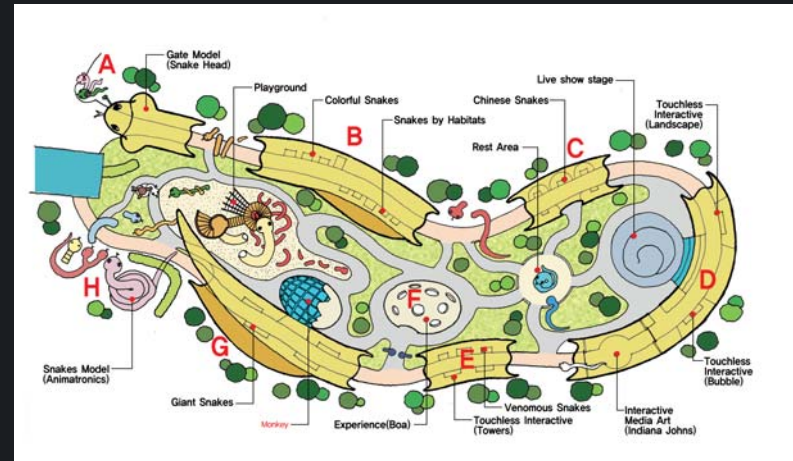 A
Gate Model
(Snake Head)
Playground
Colorful Snakes
B
Snakes by Habitats
Chinese Snakes
Rest Area
C
Live show stage
Touchless
Interactive
(Landscape)
D
H
F
G
E
Snakes Model
(Animatronics)
Giant Snakes
Monkey
Experience(Boa)
Venomous Snakes
Touchless Interactive
(Towers)
Interactive
Media Art
(Indiana Johns)
Touchless
Interactive
(Bubble)